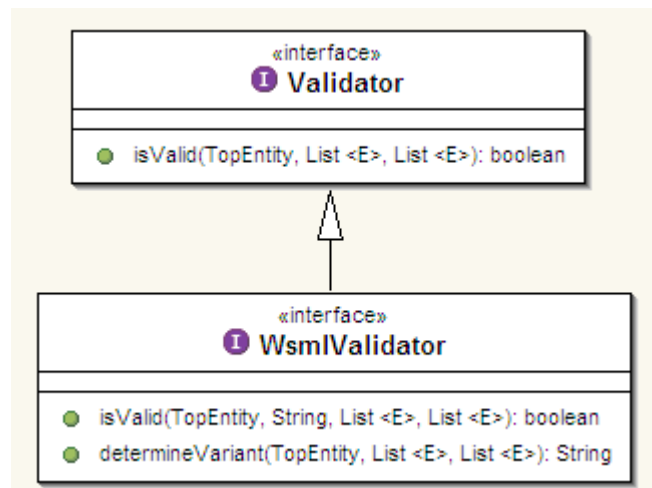 «interface»
I Validator
isValid(TopEntity, List <E>, List <E>): boolean
«interface»
I WsmlValidator
isValid(TopEntity, String, List <E>, List <E>): boolean
determineVariant(TopEntity, List <E>, List <E>): String